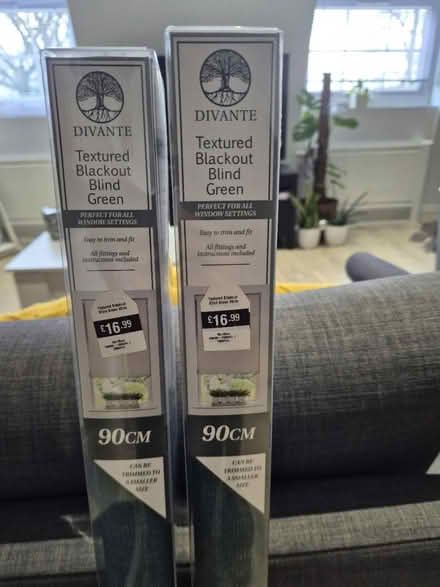 DIVANTE
Textured
Blackout
Blind
Green
PERFECT FOR ALL
WINDOW SETTINGS
Easy to trim and fit
All fittings and
instructions included
£16.99
90CM
CAN BE
TRIMMED TO
A SMALLER
SIZE
DIVANTE
Textured
Blackout
Blind
Green
PERFECT FOR ALL
WINDOW SETTINGS
Easy to trim and fit
All fittings and
instructions included
£16.99
90CM
CAN BE
TRIMMED TO
A SMALLER
SIZE